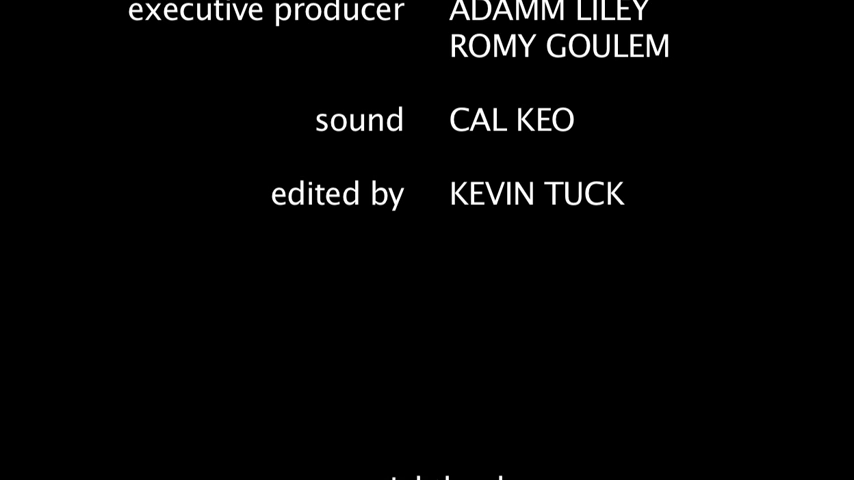 executive producer ADAMM LILEY
ROMY GOULEM
sound CAL KEO
edited by KEVIN TUCK